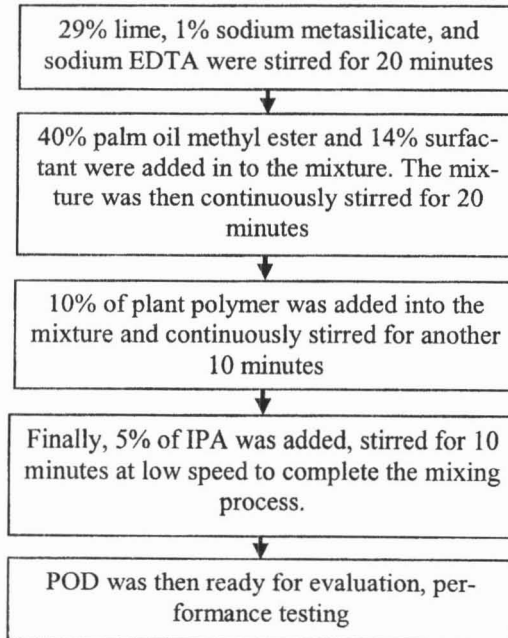 29% lime, 1% sodium metasilicate, and
sodium EDTA were stirred for 20 minutes
40% palm oil methyl ester and 14% surfac-
tant were added in to the mixture. The mix-
ture was then continuously stirred for 20
minutes
10% of plant polymer was added into the
mixture and continuously stirred for another
10 minutes
Finally, 5% of IPA was added, stirred for 10
minutes at low speed to complete the mixing
process.
POD was then ready for evaluation, per-
formance testing